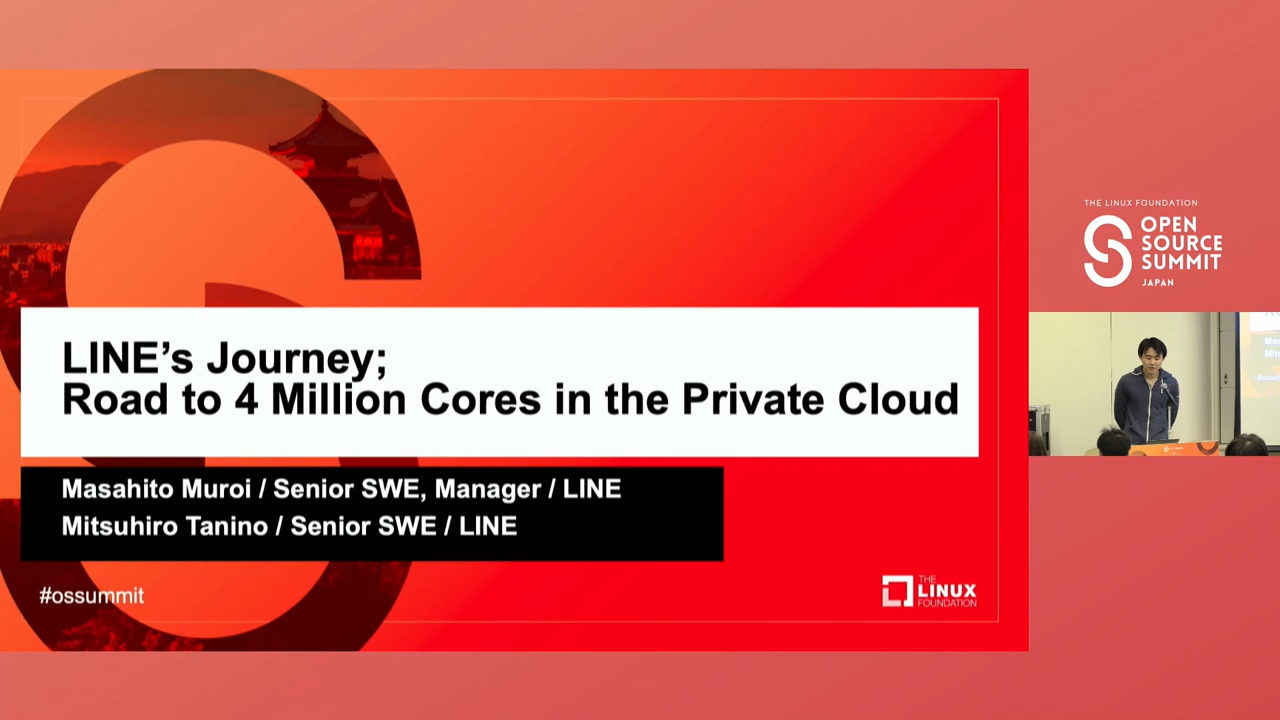 LINE’s Journey;
Road to 4 Million Cores in the Private Cloud
Masahito Muroi / Senior SWE, Manager / LINE
Mitsuhiro Tanino / Senior SWE / LINE
#ossummit
THE
LINUX
FOUNDATION
THE LINUX FOUNDATION
OPEN
SOURCE
SUMMIT
JAPAN